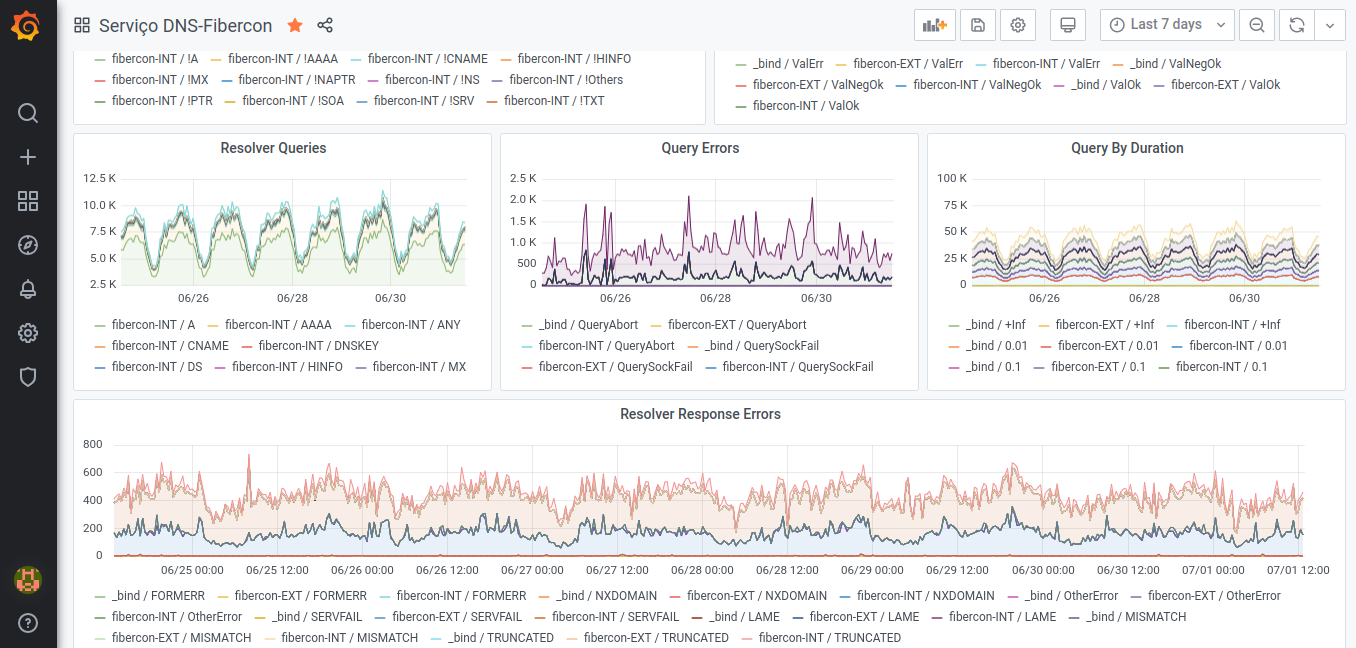 Serviço DNS-Fibercon
Last 7 days
fibercon-INT / !A fibercon-INT / !AAAA fibercon-INT / !CNAME fibercon-INT / !HINFO
fibercon-INT / !MX fibercon-INT / !NAPTR fibercon-INT / !NS fibercon-INT / !Others
fibercon-INT / !PTR fibercon-INT / !SOA fibercon-INT / !SRV fibercon-INT / !TXT
_bind / ValErr fibercon-EXT / ValErr fibercon-INT / ValErr _bind / ValNegOk
fibercon-EXT / ValNegOk fibercon-INT / ValNegOk _bind / ValOk fibercon-EXT / ValOk
fibercon-INT / ValOk
Resolver Queries
12.5 K
10.0 K
7.5 K
5.0 K
2.5 K
06/26 06/28 06/30
fibercon-INT / A fibercon-INT / AAAA fibercon-INT / ANY
fibercon-INT / CNAME fibercon-INT / DNSKEY
fibercon-INT / DS fibercon-INT / HINFO fibercon-INT / MX
Query Errors
2.5 K
2.0 K
1.5 K
1.0 K
500
0
06/26 06/28 06/30
_bind / QueryAbort fibercon-EXT / QueryAbort
fibercon-INT / QueryAbort _bind / QuerySockFail
fibercon-EXT / QuerySockFail fibercon-INT / QuerySockFail
Query By Duration
100 K
75 K
50 K
25 K
0
06/26 06/28 06/30
_bind / +Inf fibercon-EXT / +Inf fibercon-INT / +Inf
_bind / 0.01 fibercon-EXT / 0.01 fibercon-INT / 0.01
_bind / 0.1 fibercon-EXT / 0.1 fibercon-INT / 0.1
Resolver Response Errors
800
600
400
200
0
06/25 00:00 06/25 12:00 06/26 00:00 06/26 12:00 06/27 00:00 06/27 12:00 06/28 00:00 06/28 12:00 06/29 00:00 06/29 12:00 06/30 00:00 06/30 12:00 07/01 00:00 07/01 12:00
_bind / FORMERR fibercon-EXT / FORMERR fibercon-INT / FORMERR _bind / NXDOMAIN fibercon-EXT / NXDOMAIN fibercon-INT / NXDOMAIN _bind / OtherError fibercon-EXT / OtherError
fibercon-INT / OtherError _bind / SERVFAIL fibercon-EXT / SERVFAIL fibercon-INT / SERVFAIL _bind / LAME fibercon-EXT / LAME fibercon-INT / LAME _bind / MISMATCH
fibercon-EXT / MISMATCH fibercon-INT / MISMATCH _bind / TRUNCATED fibercon-EXT / TRUNCATED fibercon-INT / TRUNCATED